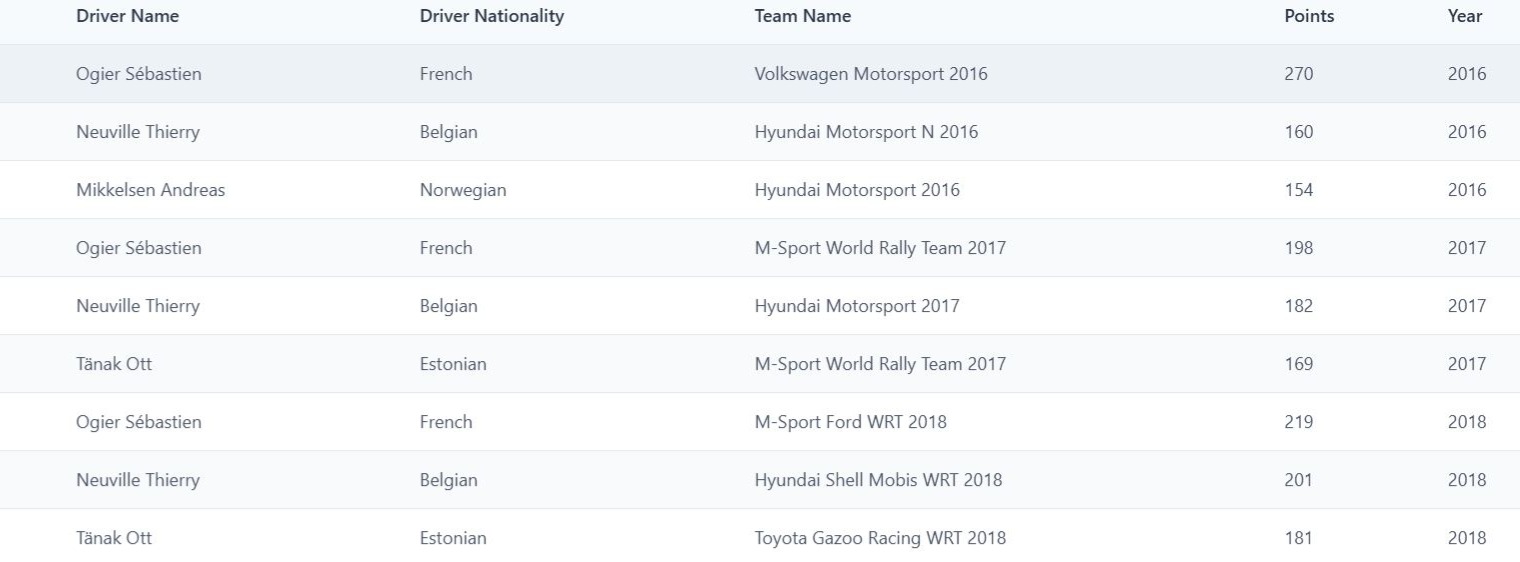 Driver Name Driver Nationality Team Name Points Year
Ogier Sébastien French Volkswagen Motorsport 2016 270 2016
Neuville Thierry Belgian Hyundai Motorsport N 2016 160 2016
Mikkelsen Andreas Norwegian Hyundai Motorsport 2016 154 2016
Ogier Sébastien French M-Sport World Rally Team 2017 198 2017
Neuville Thierry Belgian Hyundai Motorsport 2017 182 2017
Tänak Ott Estonian M-Sport World Rally Team 2017 169 2017
Ogier Sébastien French M-Sport Ford WRT 2018 219 2018
Neuville Thierry Belgian Hyundai Shell Mobis WRT 2018 201 2018
Tänak Ott Estonian Toyota Gazoo Racing WRT 2018 181 2018